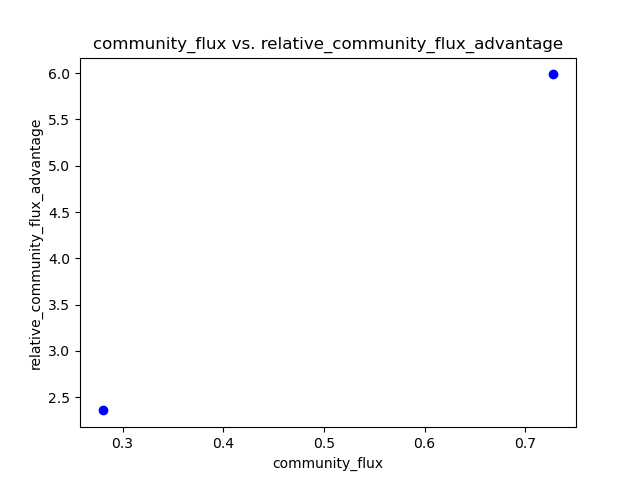 community_flux vs. relative_community_flux_advantage
6.0
5.5
5.0
4.5
4.0
3.5
3.0
2.5
relative_community_flux_advantage
0.3 0.4 0.5 0.6 0.7
community_flux